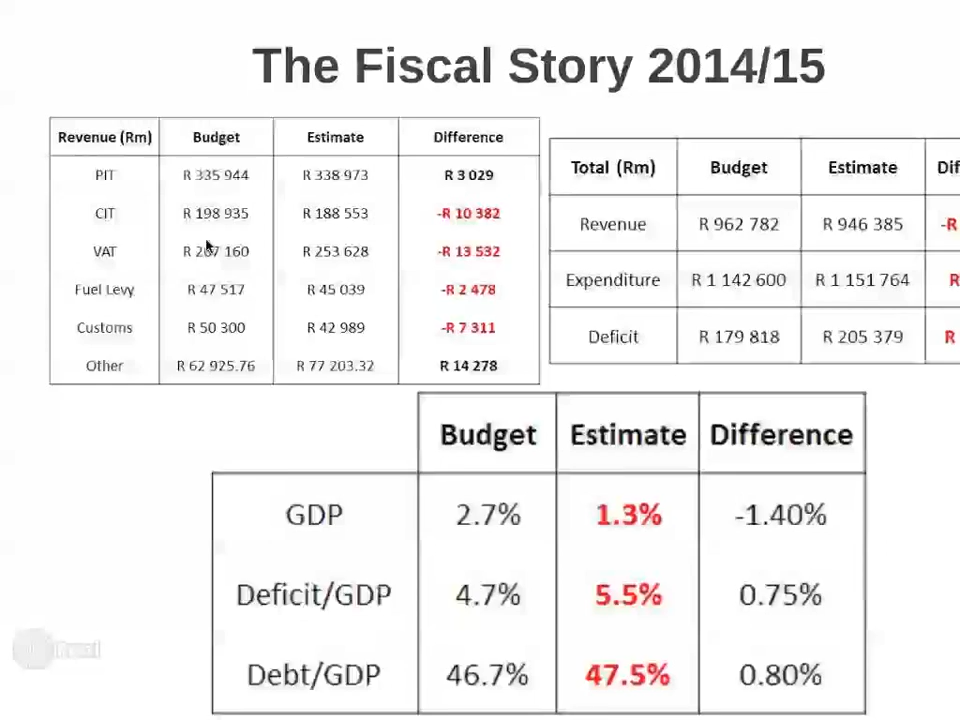 The Fiscal Story 2014/15
Revenue (Rm) Budget Estimate Difference
PIT R 335 944 R 338 973 R 3 029
CIT R 198 935 R 188 553 -R 10 382
VAT R 267 160 R 253 628 -R 13 532
Fuel Levy R 47 517 R 45 039 -R 2 478
Customs R 50 300 R 42 989 -R 7 311
Other R 62 925.76 R 77 203.32 R 14 278
Total (Rm) Budget Estimate Dif
Revenue R 962 782 R 946 385 -R
Expenditure R 1 142 600 R 1 151 764 R
Deficit R 179 818 R 205 379 R
Budget Estimate Difference
GDP 2.7% 1.3% -1.40%
Deficit/GDP 4.7% 5.5% 0.75%
Debt/GDP 46.7% 47.5% 0.80%